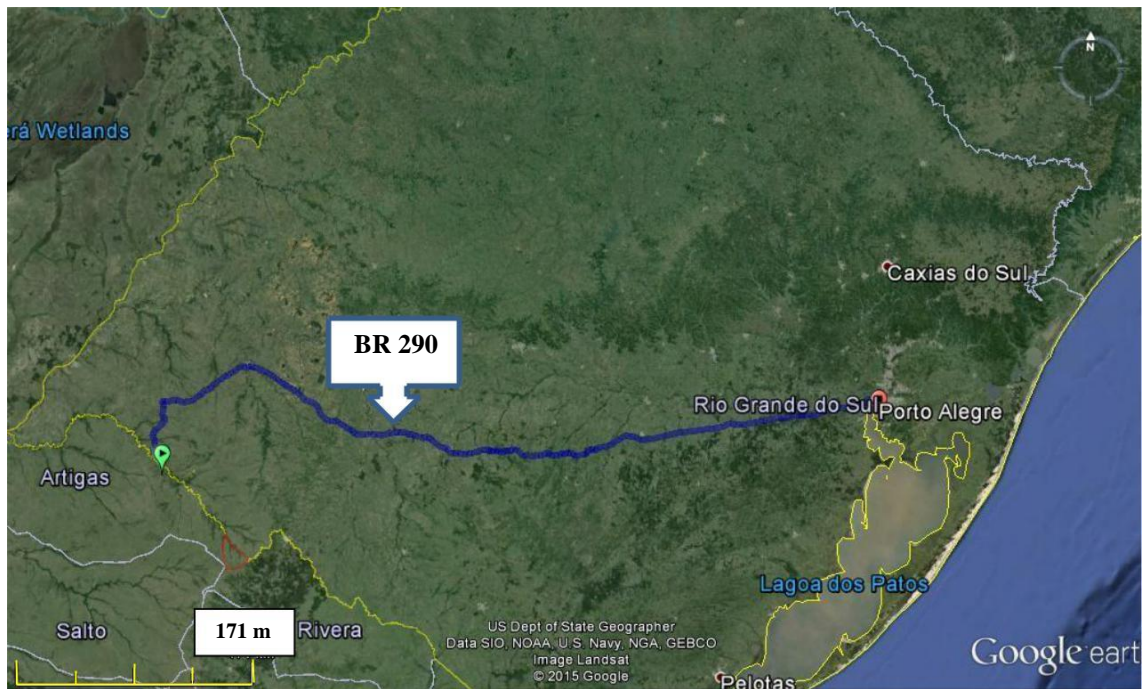 N
erá Wetlands
Caxias do Sul
BR 290
Rio Grande do Sul
Porto Alegre
Artigas
Lagoa dos Patos
171 m
Salto
Rivera
US Dept of State Geographer
Data SIO, NOAA, U.S. Navy, NGA, GEBCO
Image Landsat
© 2015 Google
Google eart
Pelotas